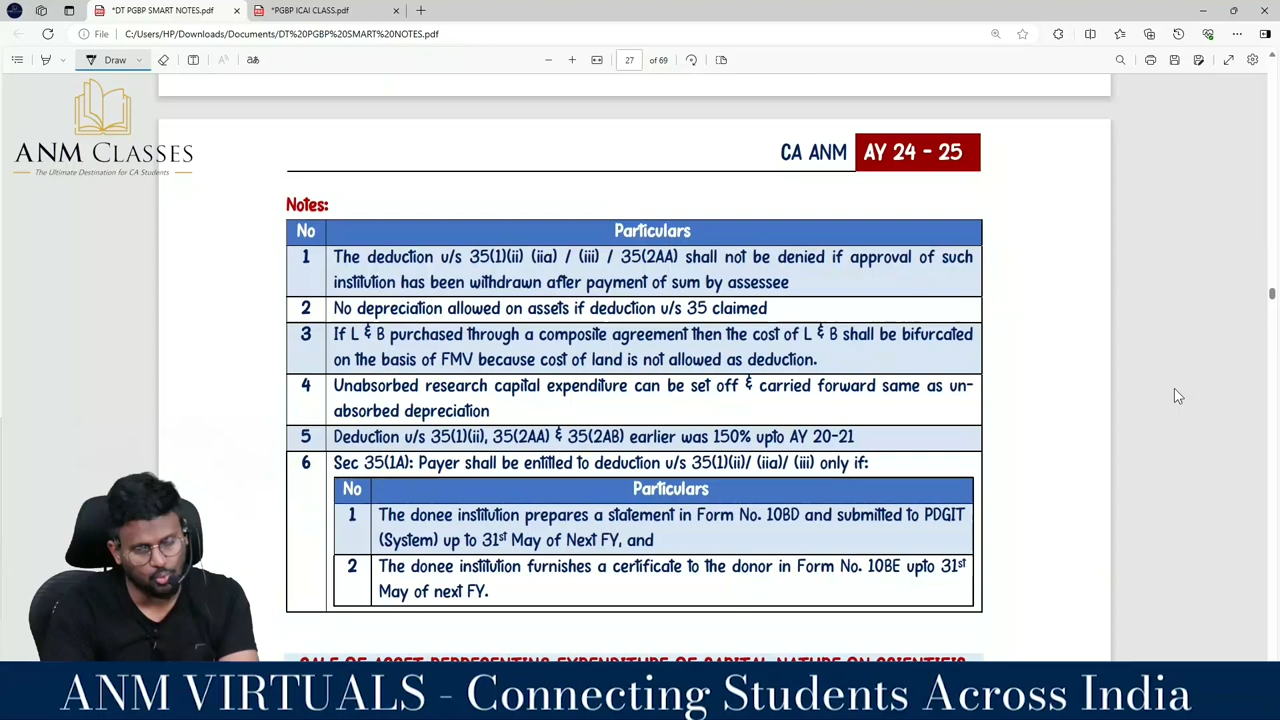 *DT PGBP SMART NOTES.pdf
*PGBP ICAI CLASS.pdf
File
C:/Users/HP/Downloads/Documents/DT%20PGBP%20SMART%20NOTES.pdf
Draw
27 of 69
ANM CLASSES
The Ultimate Destination for CA Students
CA ANM AY 24 - 25
Notes:
No Particulars
1 The deduction u/s 35(1)(ii) (iia) / (iii) / 35(2AA) shall not be denied if approval of such
institution has been withdrawn after payment of sum by assessee
2 No depreciation allowed on assets if deduction u/s 35 claimed
3 If L & B purchased through a composite agreement then the cost of L & B shall be bifurcated
on the basis of FMV because cost of land is not allowed as deduction.
4 Unabsorbed research capital expenditure can be set off & carried forward same as un-
absorbed depreciation
5 Deduction u/s 35(1)(ii), 35(2AA) & 35(2AB) earlier was 150% upto AY 20-21
6 Sec 35(1A): Payer shall be entitled to deduction u/s 35(1)(ii)/ (iia)/ (iii) only if:
No Particulars
1 The donee institution prepares a statement in Form No. 10BD and submitted to PDGIT
(System) up to 31st May of Next FY, and
2 The donee institution furnishes a certificate to the donor in Form No. 10BE upto 31st
May of next FY.
SALE OF ASSET REPRESENTING EXPENDITURE OF CAPITAL NATURE ON SCIENTIFIC
ANM VIRTUALS - Connecting Students Across India